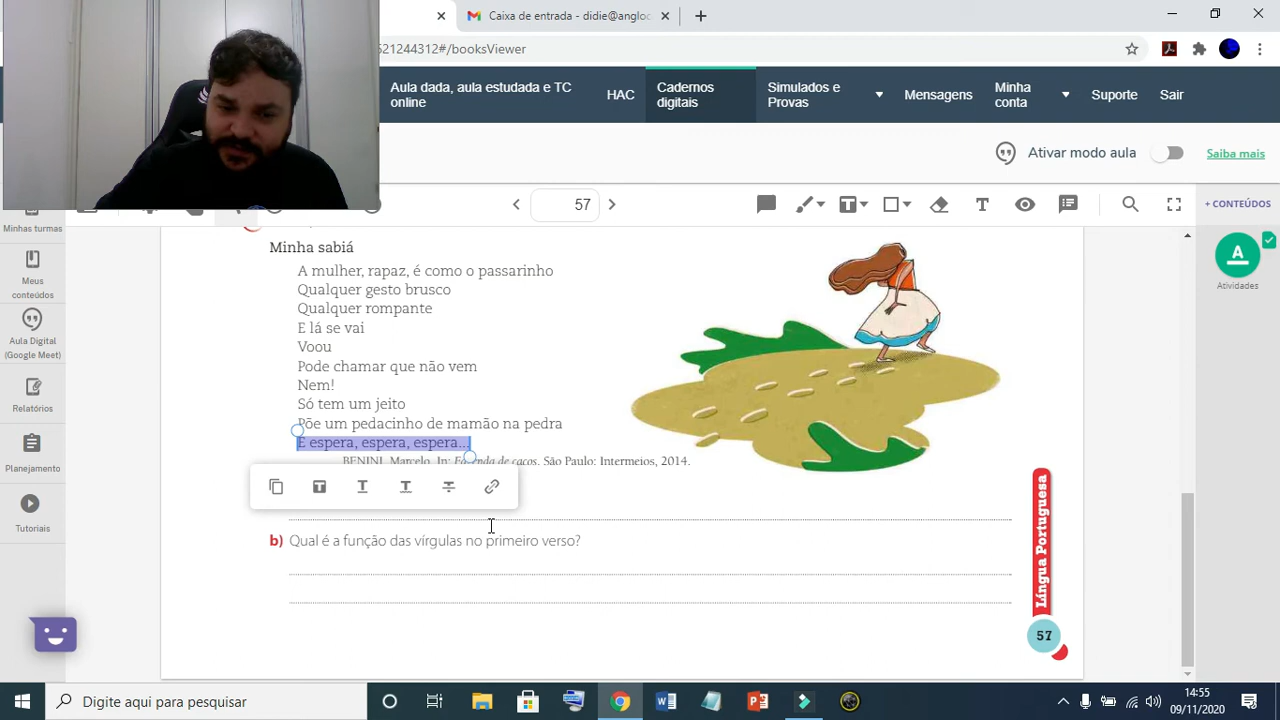 Caixa de entrada - didie@angloc
521244312#/booksViewer
Aula dada, aula estudada e TC online
HAC
Cadernos digitais
Simulados e Provas
Mensagens
Minha conta
Suporte
Sair
Ativar modo aula
Saiba mais
57
+ CONTEÚDOS
Minhas turmas
Meus conteúdos
Aula Digital (Google Meet)
Relatórios
Planejamento
Tutoriais
A
Atividades
Minha sabiá
A mulher, rapaz, é como o passarinho
Qualquer gesto brusco
Qualquer rompante
E lá se vai
Voou
Pode chamar que não vem
Nem!
Só tem um jeito
Põe um pedacinho de mamão na pedra
E espera, espera, espera...
BENINI, Marcelo. In: Fazenda de cacos. São Paulo: Intermeios, 2014.
b) Qual é a função das vírgulas no primeiro verso?
Língua Portuguesa
57
Digite aqui para pesquisar
14:55
09/11/2020